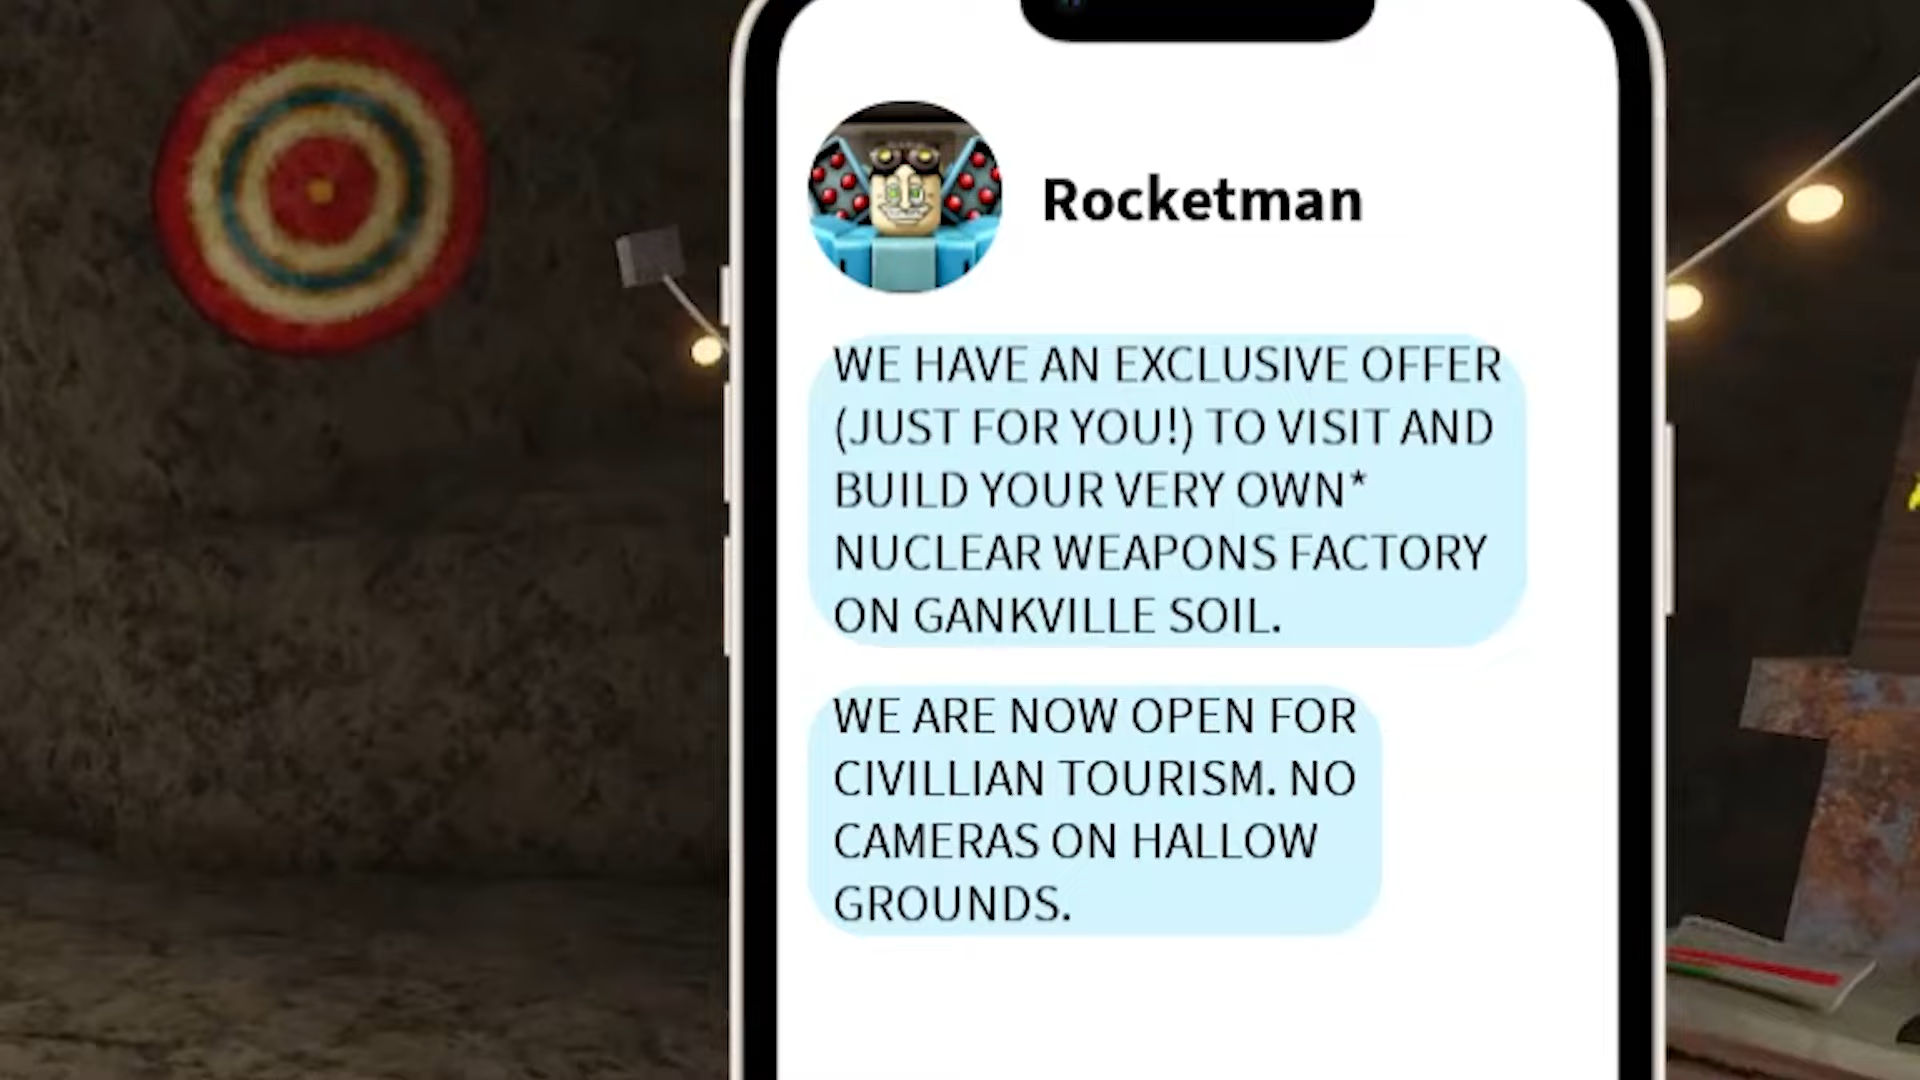 Rocketman
WE HAVE AN EXCLUSIVE OFFER
(JUST FOR YOU!) TO VISIT AND
BUILD YOUR VERY OWN*
NUCLEAR WEAPONS FACTORY
ON GANKVILLE SOIL.
WE ARE NOW OPEN FOR
CIVILLIAN TOURISM. NO
CAMERAS ON HALLOW
GROUNDS.